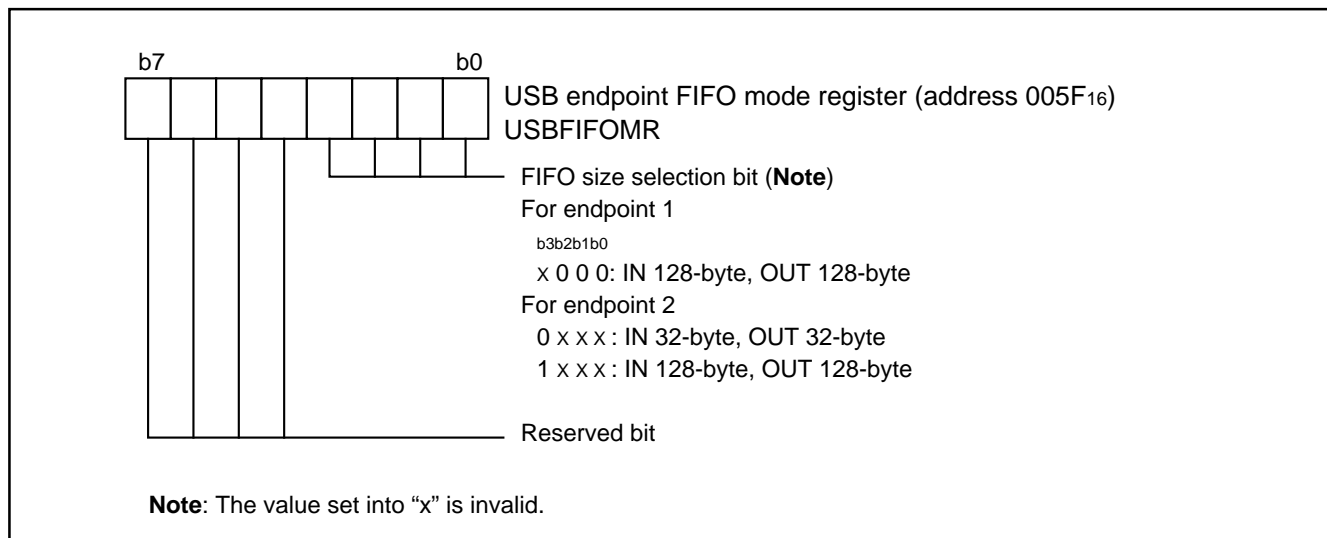 b7 b0
USB endpoint FIFO mode register (address 005F16)
USBFIFOMR
FIFO size selection bit (Note)
For endpoint 1
b3b2b1b0
x 0 0 0: IN 128-byte, OUT 128-byte
For endpoint 2
0 x x x : IN 32-byte, OUT 32-byte
1 x x x : IN 128-byte, OUT 128-byte
Reserved bit
Note: The value set into “x” is invalid.